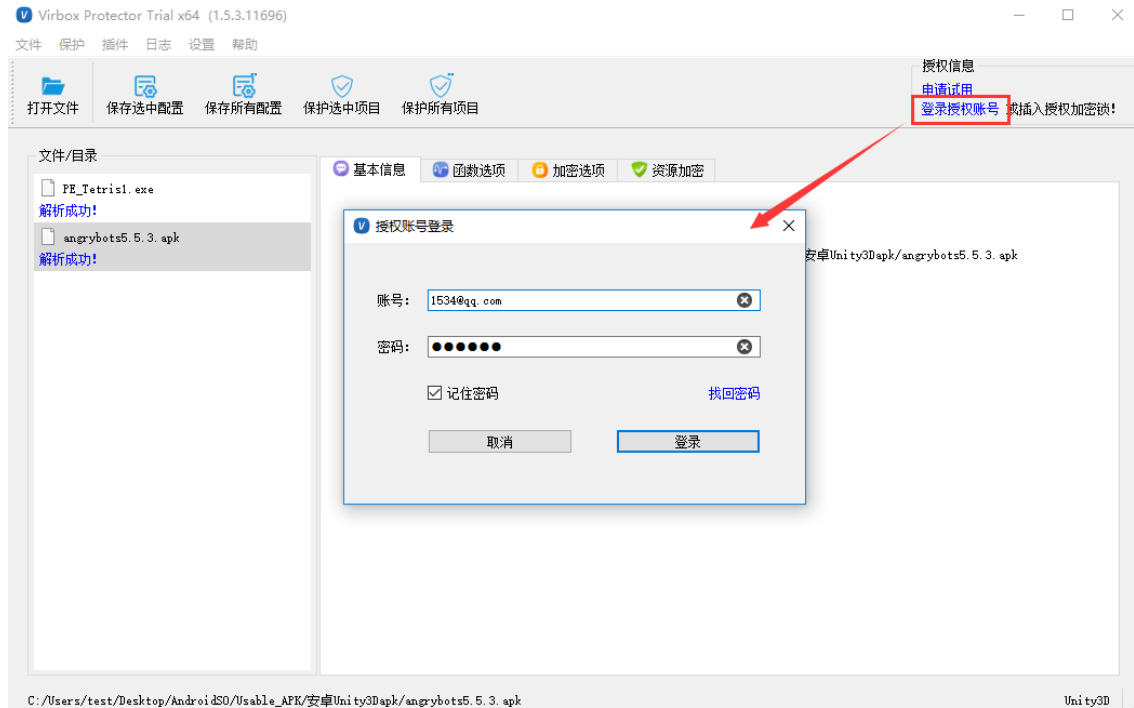 Virbox Protector Trial x64 (1.5.3.11696)
文件 保护 插件 日志 设置 帮助
授权信息
申请试用
登录授权账号 或插入授权加密锁!
打开文件 保存选中配置 保存所有配置 保护选中项目 保护所有项目
文件/目录
基本信息 函数选项 加密选项 资源加密
PE_Tetris1.exe
解析成功!
angrybots5.5.3.apk
解析成功!
授权账号登录
安卓Unity3Dapk/angrybots5.5.3.apk
账号: 1534@qq.com
密码: ●●●●●●
记住密码 找回密码
取消 登录
C:/Users/test/Desktop/AndroidSO/Usable_APK/安卓Unity3Dapk/angrybots5.5.3.apk Unity3D